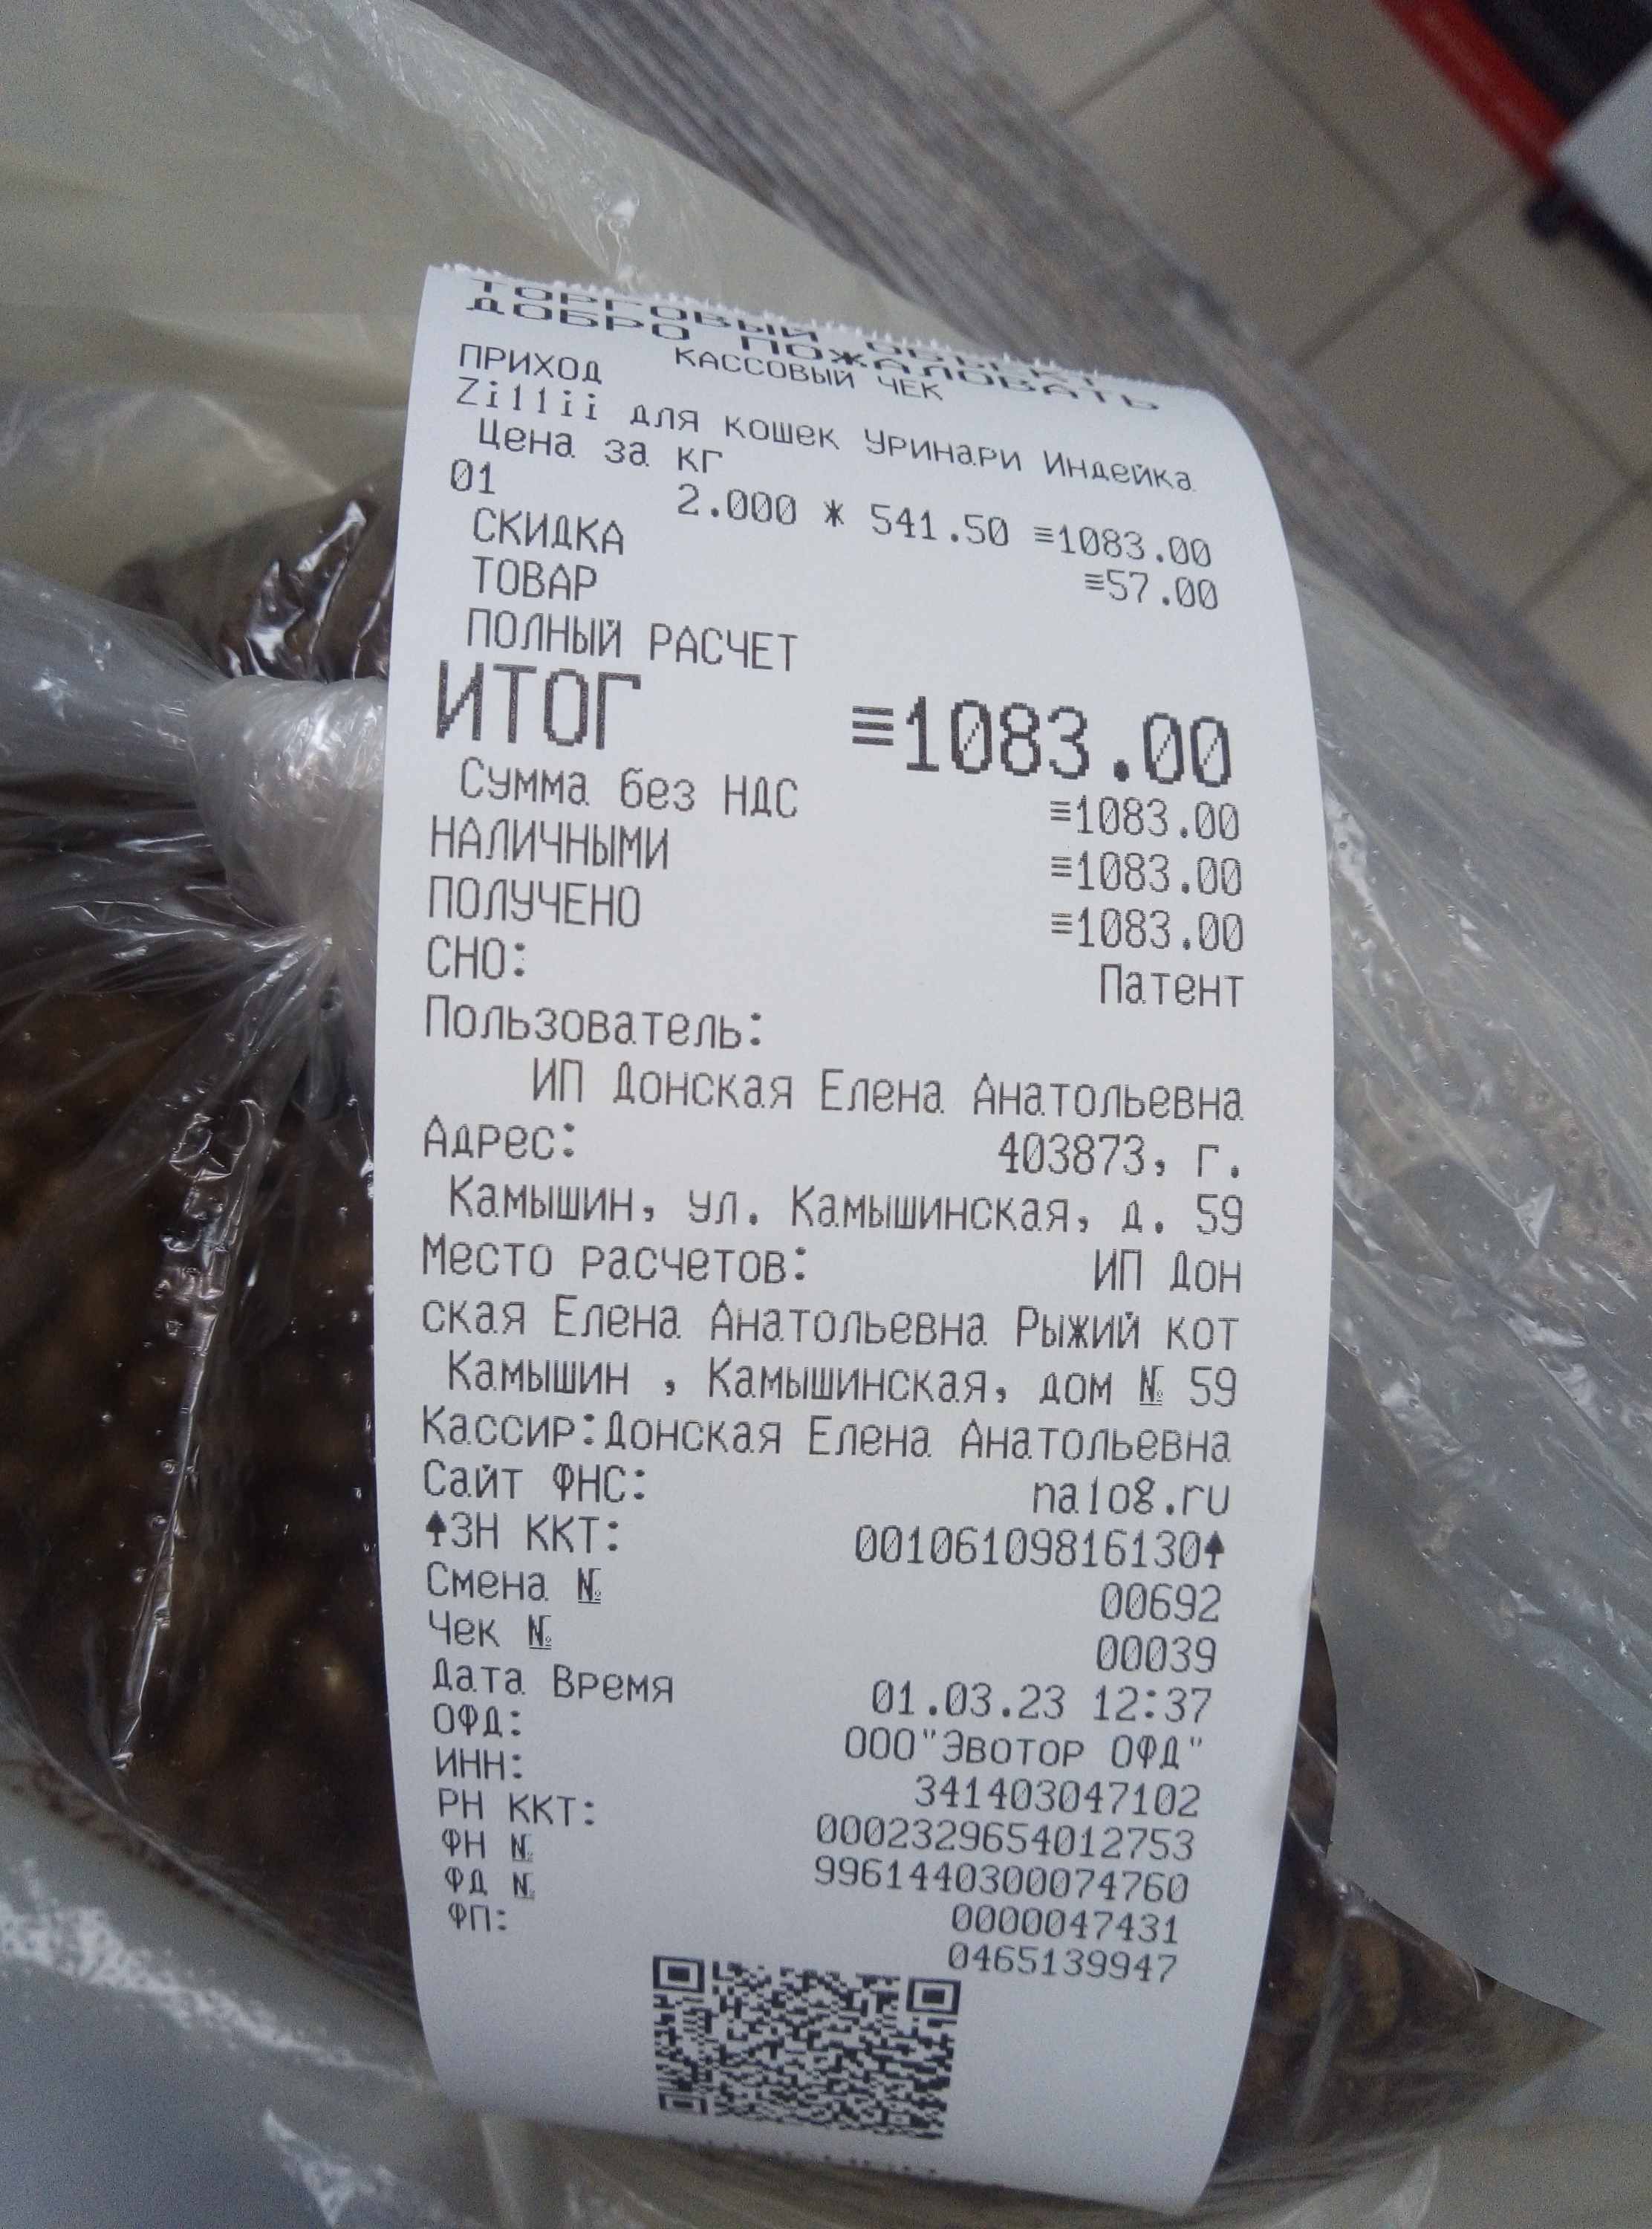 ТОРГОВЫЙ ОБЪЕКТ
ДОБРО ПОЖАЛОВАТЬ
КАССОВЫЙ ЧЕК
ПРИХОД
Zillii для кошек Уринари Индейка
Цена за кг
01 2.000 * 541.50 ≡1083.00
СКИДКА ≡57.00
ТОВАР
ПОЛНЫЙ РАСЧЕТ
ИТОГ ≡1083.00
Сумма без НДС ≡1083.00
НАЛИЧНЫМИ ≡1083.00
ПОЛУЧЕНО ≡1083.00
СНО: Патент
Пользователь:
ИП Донская Елена Анатольевна
Адрес: 403873, г.
Камышин, ул. Камышинская, д. 59
Место расчетов: ИП Дон
ская Елена Анатольевна Рыжий кот
Камышин , Камышинская, дом № 59
Кассир:Донская Елена Анатольевна
Сайт ФНС: nalog.ru
↑ЗН ККТ: 00106109816130↑
Смена № 00692
Чек № 00039
Дата Время 01.03.23 12:37
ОФД: ООО"ЭВОТОР ОФД"
ИНН: 341403047102
РН ККТ: 0002329654012753
ФН № 9961440300074760
ФД № 0000047431
ФП: 0465139947